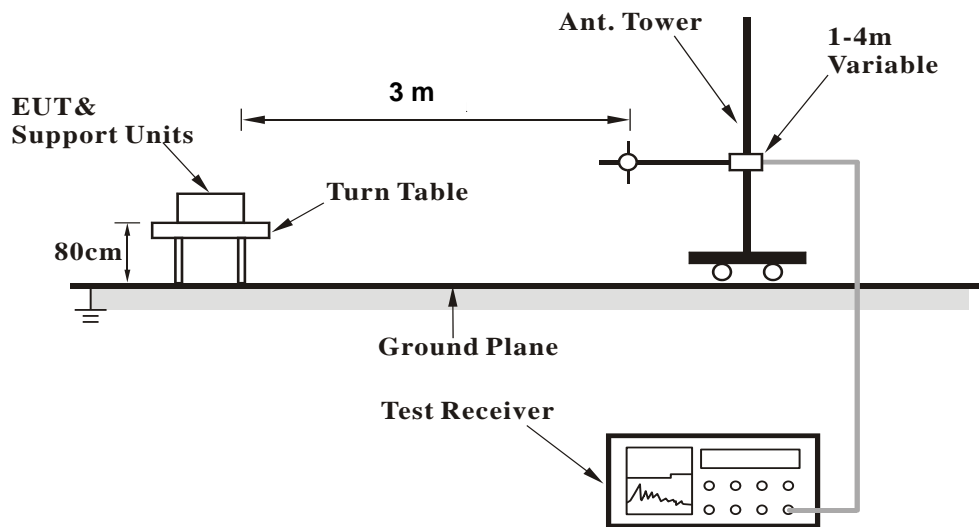 Ant. Tower
1-4m
Variable
3 m
EUT&
Support Units
Turn Table
80cm
Ground Plane
Test Receiver